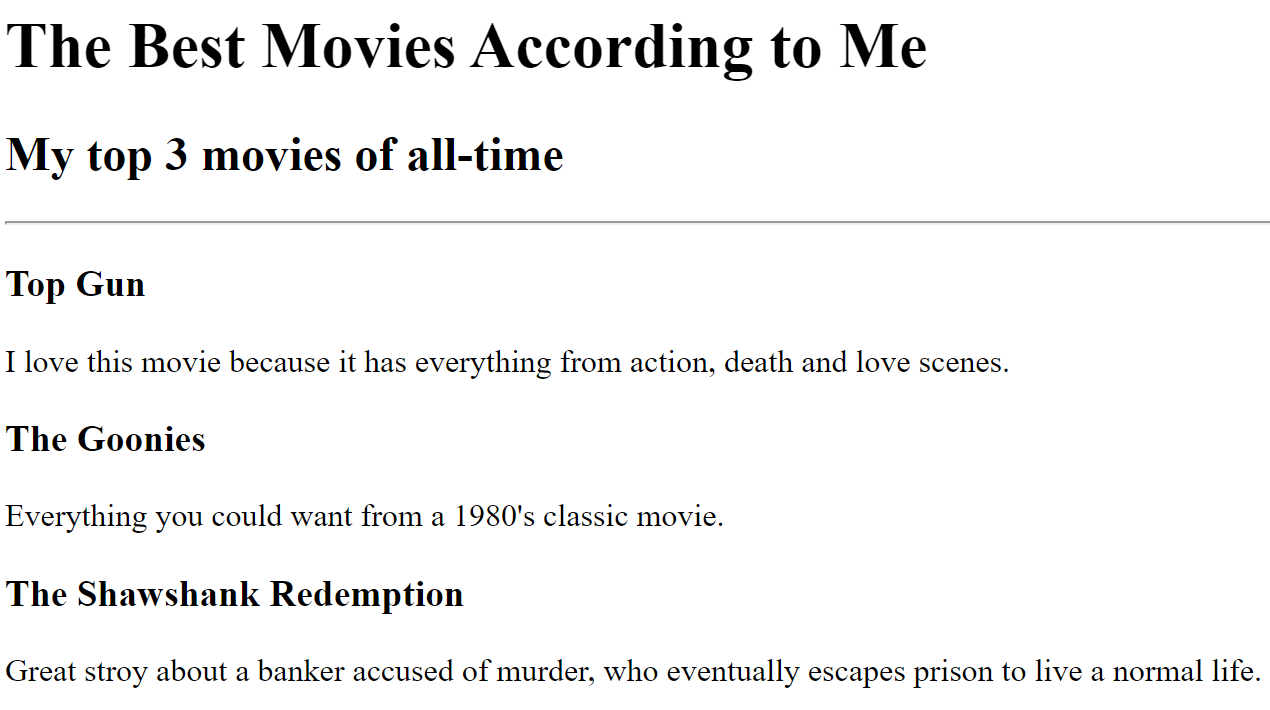 The Best Movies According to Me
My top 3 movies of all-time
Top Gun
I love this movie because it has everything from action, death and love scenes.
The Goonies
Everything you could want from a 1980's classic movie.
The Shawshank Redemption
Great stroy about a banker accused of murder, who eventually escapes prison to live a normal life.